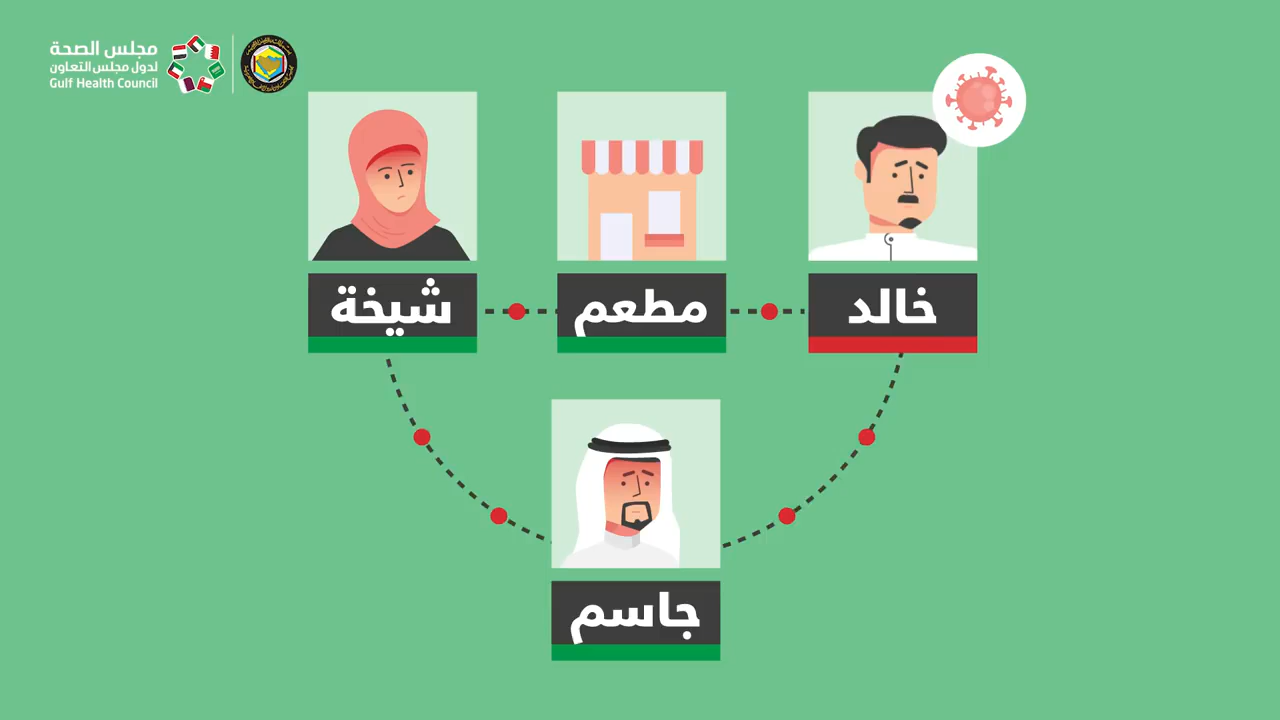 مجلس الصحة
لدول مجلس التعاون
Gulf Health Council
خالد
مطعم
شيخة
جاسم